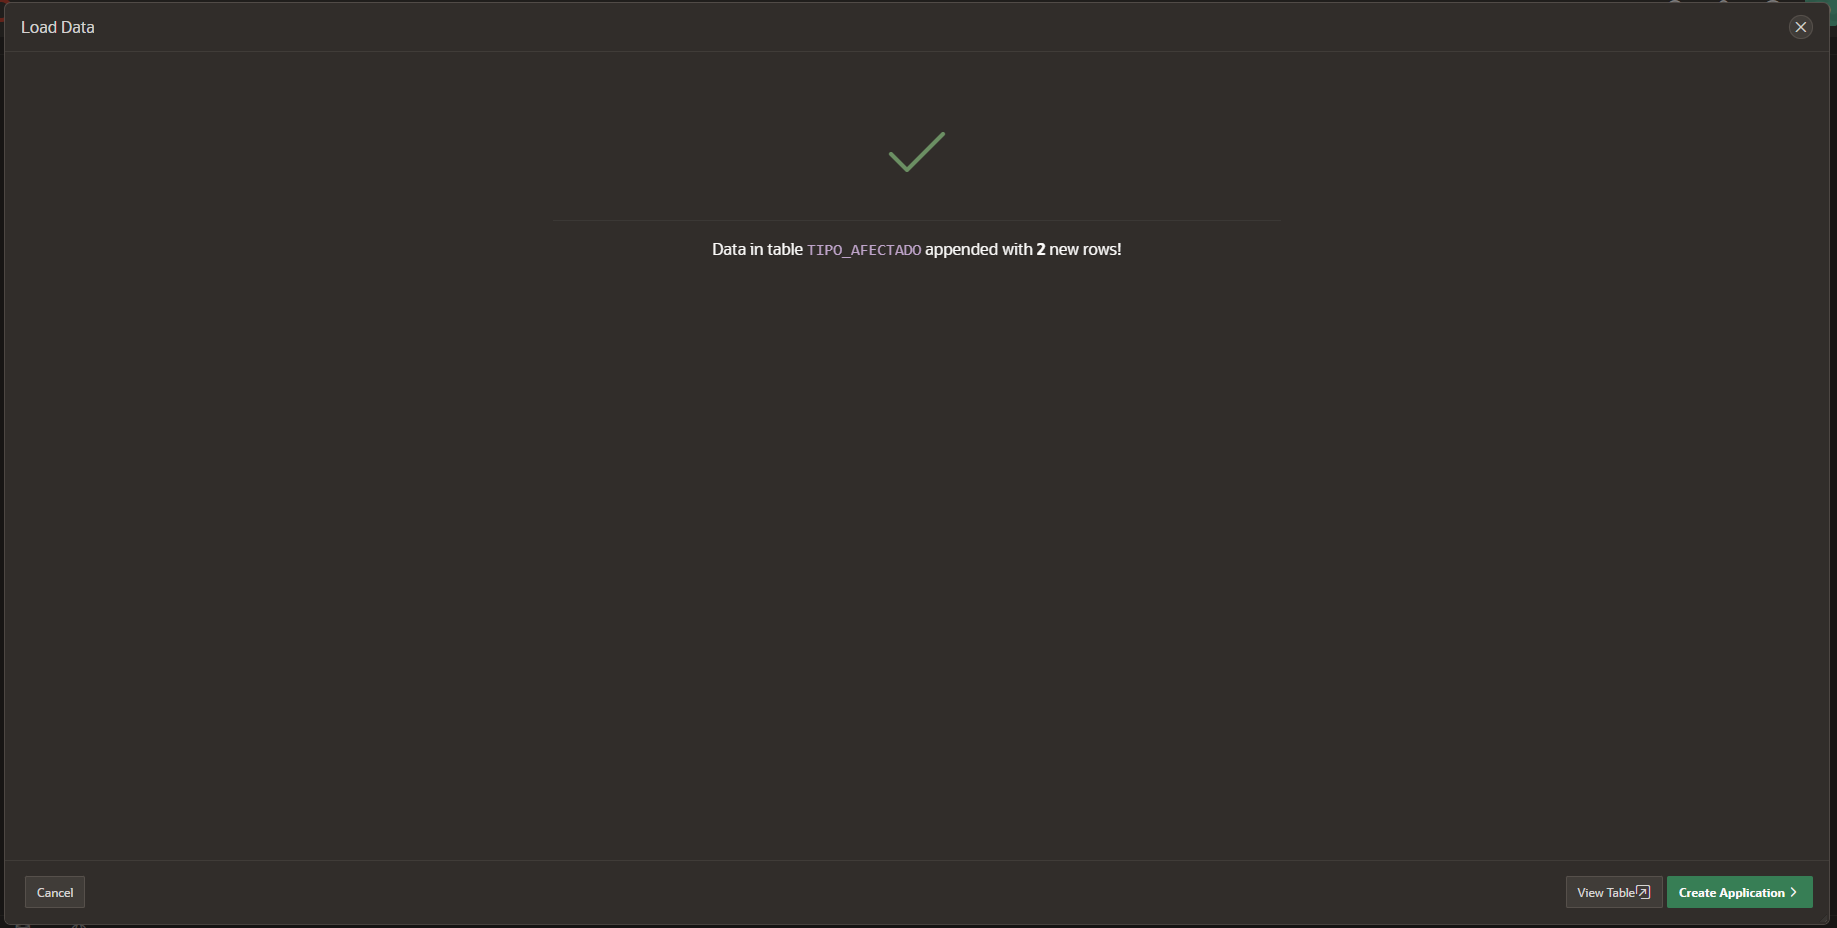 Load Data
Data in table TIPO_AFECTADO appended with 2 new rows!
Cancel
View Table
Create Application